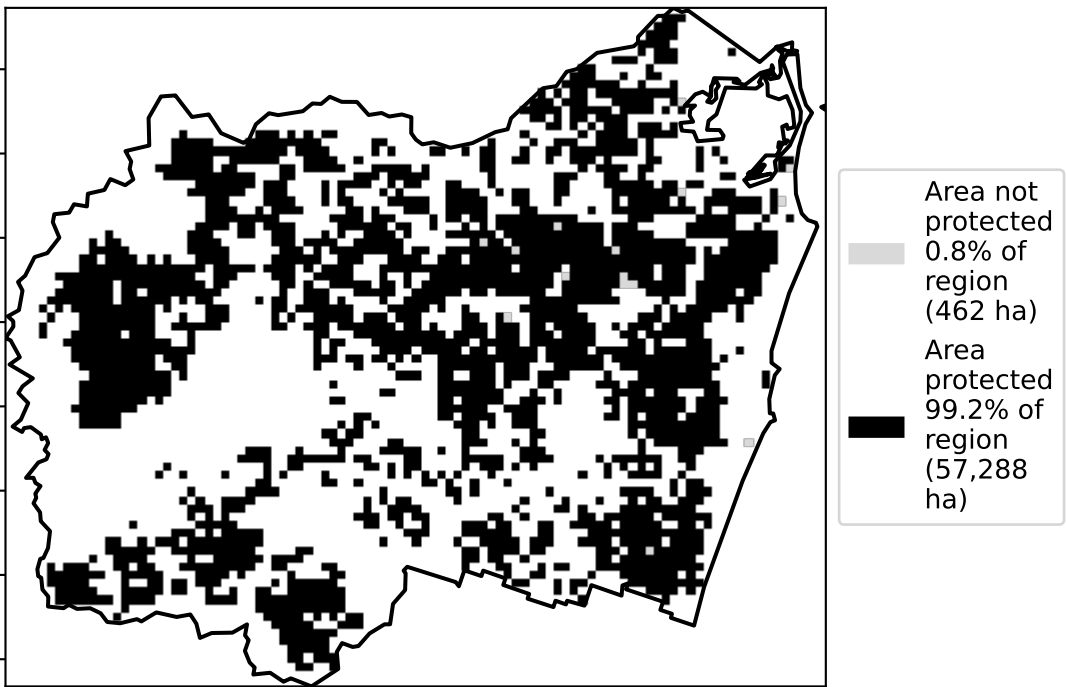 Area not
protected
0.8% of
region
(462 ha)
Area
protected
99.2% of
region
(57,288
ha)